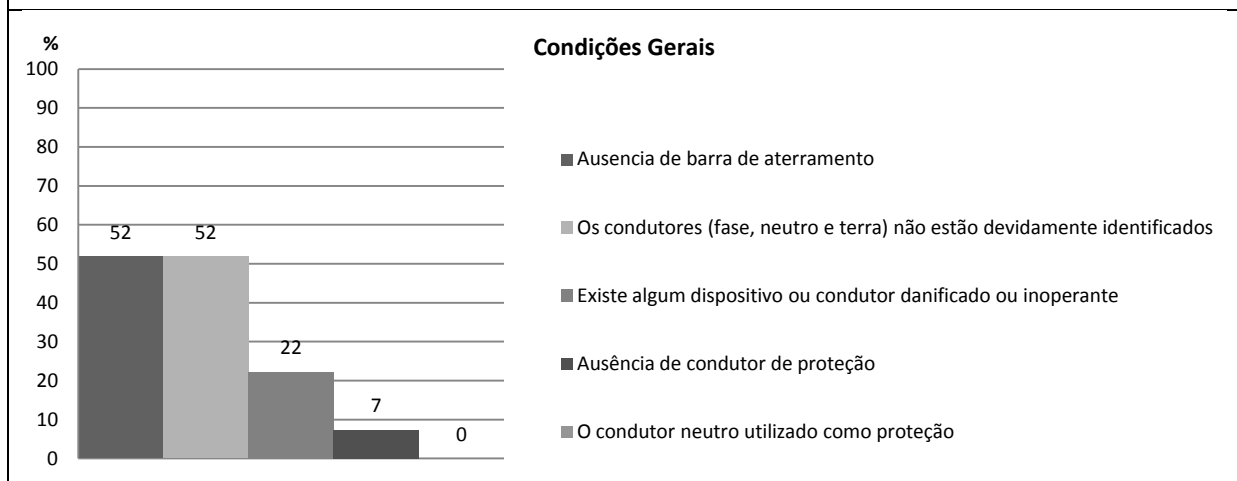 %
Condições Gerais
100
90
80
70
60
50
40
30
20
10
0
52
52
22
7
0
Ausencia de barra de aterramento
Os condutores (fase, neutro e terra) não estão devidamente identificados
Existe algum dispositivo ou condutor danificado ou inoperante
Ausência de condutor de proteção
O condutor neutro utilizado como proteção